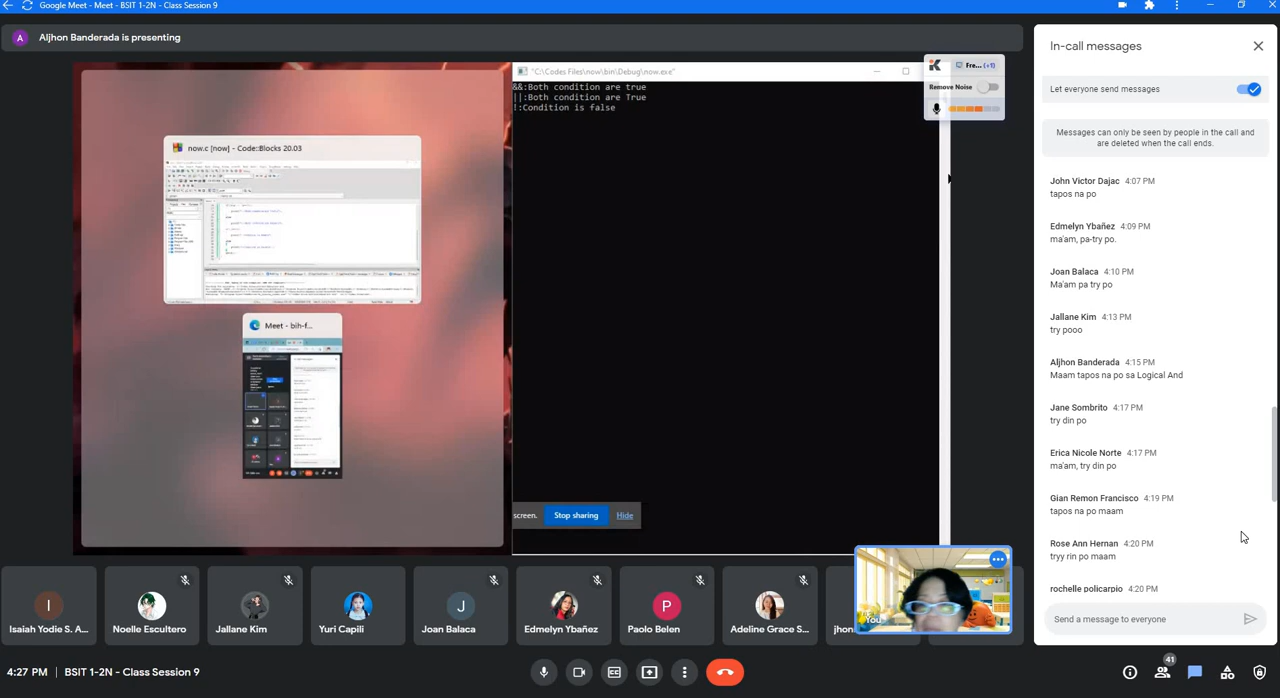 Google Meet - Meet - BSIT 1-2N - Class Session 9
A
Aljhon Banderada is presenting
now.c [now] - Code::Blocks 20.03
Meet - bih-f...
"C:\Codes Files\now\bin\Debug\now.exe"
&&:Both condition are true
||:Both condition are True
!:Condition is false
Fre... (x1)
Remove Noise
screen.
Stop sharing
Hide
In-call messages
Let everyone send messages
Messages can only be seen by people in the call and
are deleted when the call ends.
John Victor Dajac 4:07 PM
tapos na po
Edmelyn Ybañez 4:09 PM
ma'am, pa-try po.
Joan Balaca 4:10 PM
Ma'am pa try po
Jallane Kim 4:13 PM
try pooo
Aljhon Banderada 4:15 PM
Maam tapos na po sa Logical And
Jane Sombrito 4:17 PM
try din po
Erica Nicole Norte 4:17 PM
ma'am, try din po
Gian Remon Francisco 4:19 PM
tapos na po maam
Rose Ann Hernan 4:20 PM
tryy rin po maam
rochelle policarpio 4:20 PM
Send a message to everyone
I
Isaiah Yodie S. A...
Noelle Escultero
Jallane Kim
Yuri Capili
J
Joan Balaca
Edmelyn Ybañez
P
Paolo Belen
Adeline Grace S...
jhon
You
4:27 PM | BSIT 1-2N - Class Session 9
41